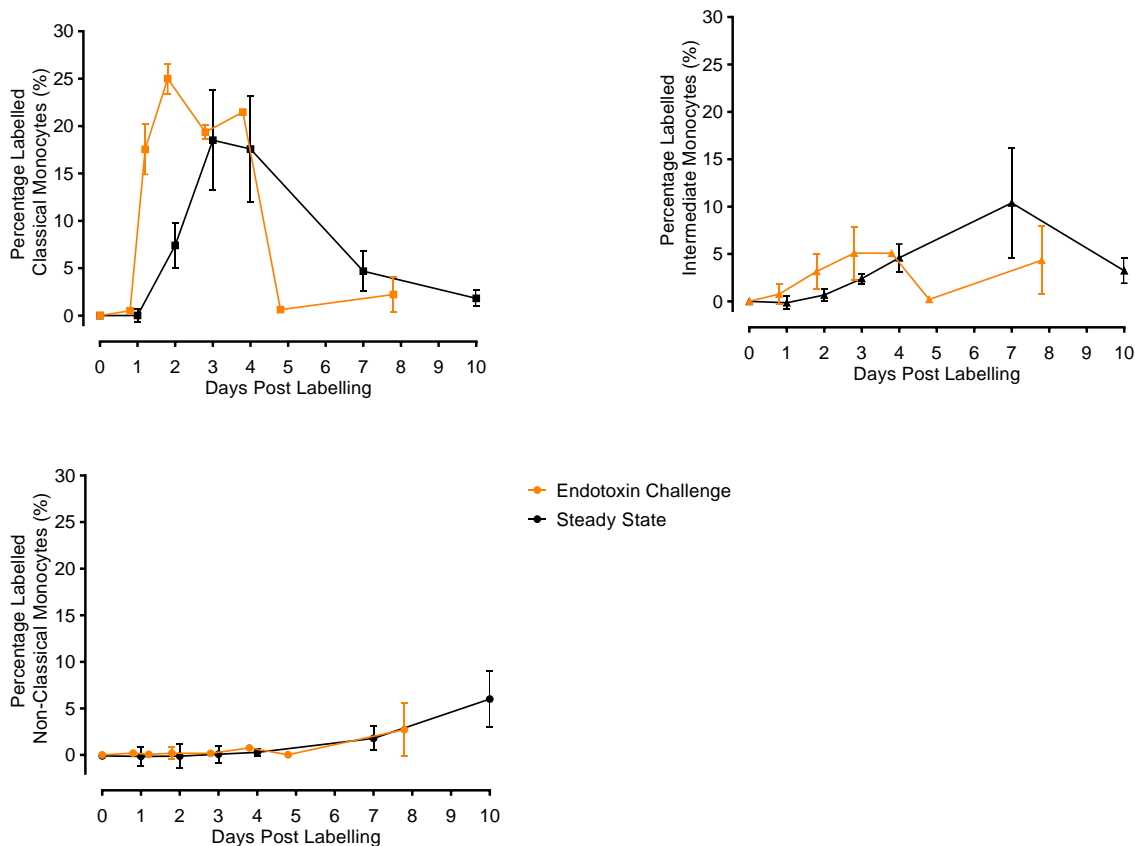 30
25
20
15
10
5
0
Percentage Labelled
Classical Monocytes (%)
0 1 2 3 4 5 6 7 8 9 10
Days Post Labelling
30
25
20
15
10
5
0
Percentage Labelled
Intermediate Monocytes (%)
0 1 2 3 4 5 6 7 8 9 10
Days Post Labelling
30
25
20
15
10
5
0
Percentage Labelled
Non-Classical Monocytes (%)
0 1 2 3 4 5 6 7 8 9 10
Days Post Labelling
Endotoxin Challenge
Steady State